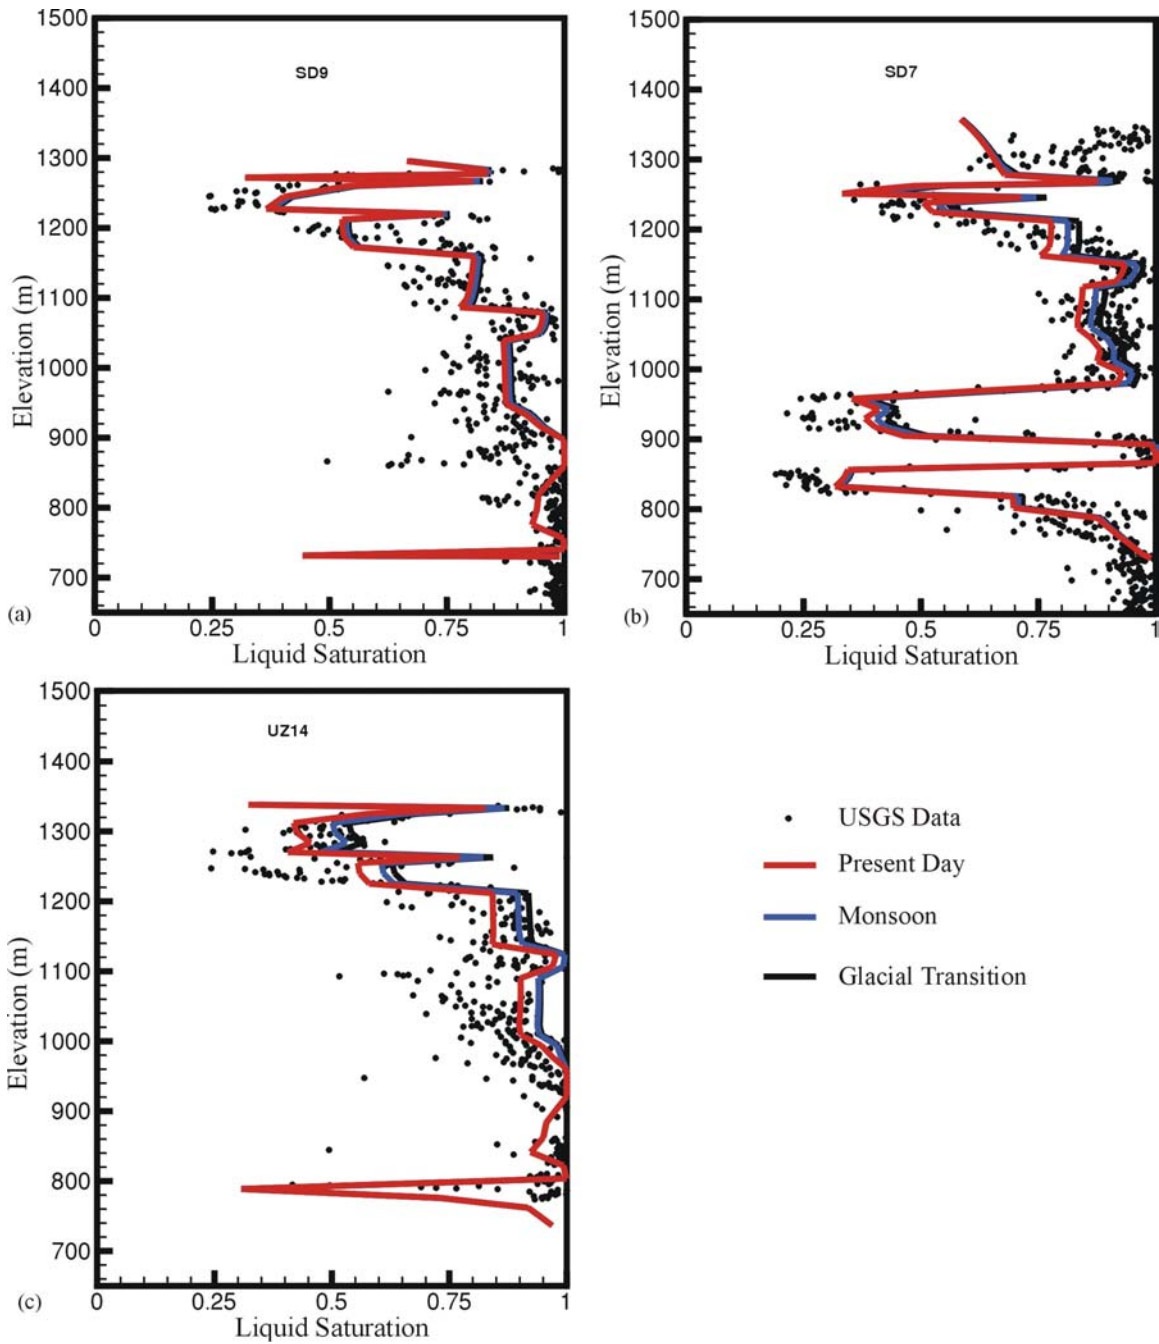 1500
1400
1300
1200
1100
1000
900
800
700
Elevation (m)
SD9
(a)
0
0.25
0.5
0.75
1
Liquid Saturation
1500
1400
1300
1200
1100
1000
900
800
700
Elevation (m)
SD7
(b)
0
0.25
0.5
0.75
1
Liquid Saturation
1500
1400
1300
1200
1100
1000
900
800
700
Elevation (m)
UZ14
(c)
0
0.25
0.5
0.75
1
Liquid Saturation
USGS Data
Present Day
Monsoon
Glacial Transition